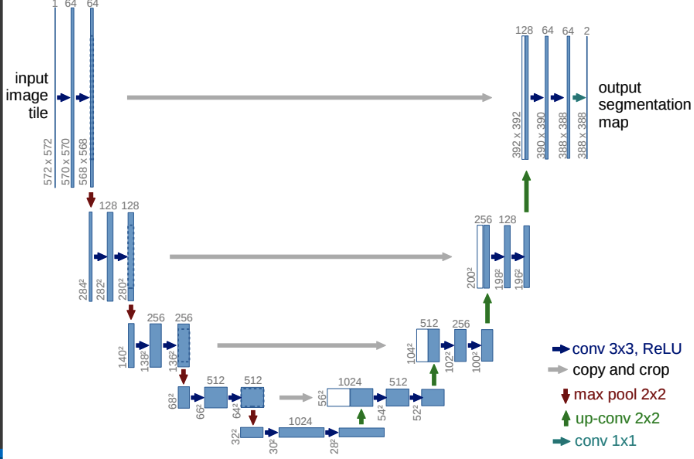 1 64 64
128 64 64 2
input
image
tile
output
segmentation
map
572 x 572
570 x 570
568 x 568
392 x 392
390 x 390
388 x 388
388 x 388
128 128
256 128
284²
282²
280²
200²
198²
196²
256 256
512 256
140²
138²
136²
104²
102²
100²
conv 3x3, ReLU
copy and crop
512 512
1024 512
68²
66²
64²
56²
54²
52²
max pool 2x2
up-conv 2x2
1024
32²
30²
28²
conv 1x1